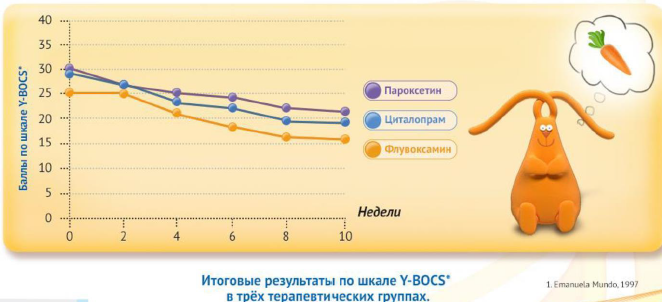 Баллы по шкале Y-BOCS*
40
35
30
25
20
15
10
5
0
0 2 4 6 8 10
Недели
Пароксетин
Циталопрам
Флувоксамин
Итоговые результаты по шкале Y-BOCS*
в трёх терапевтических группах.
1. Emanuela Mundo, 1997